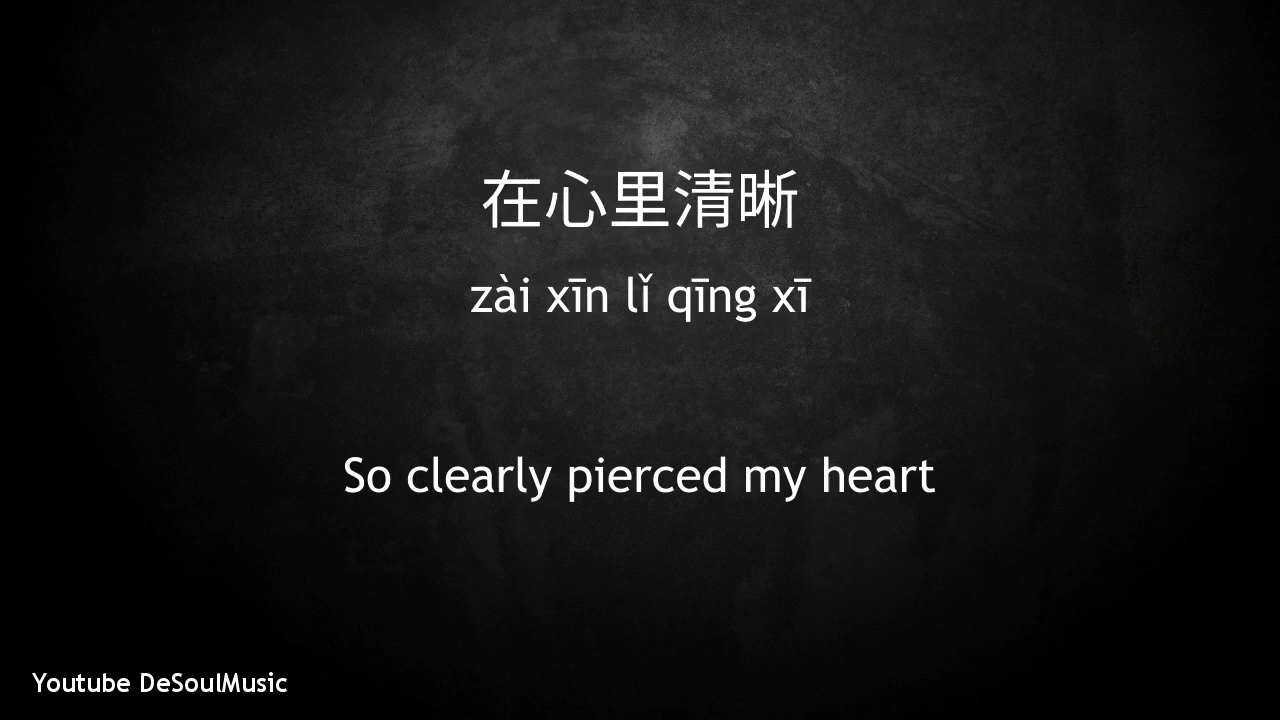 在心里清晰
zài xīn lǐ qīng xī
So clearly pierced my heart
Youtube DeSoulMusic